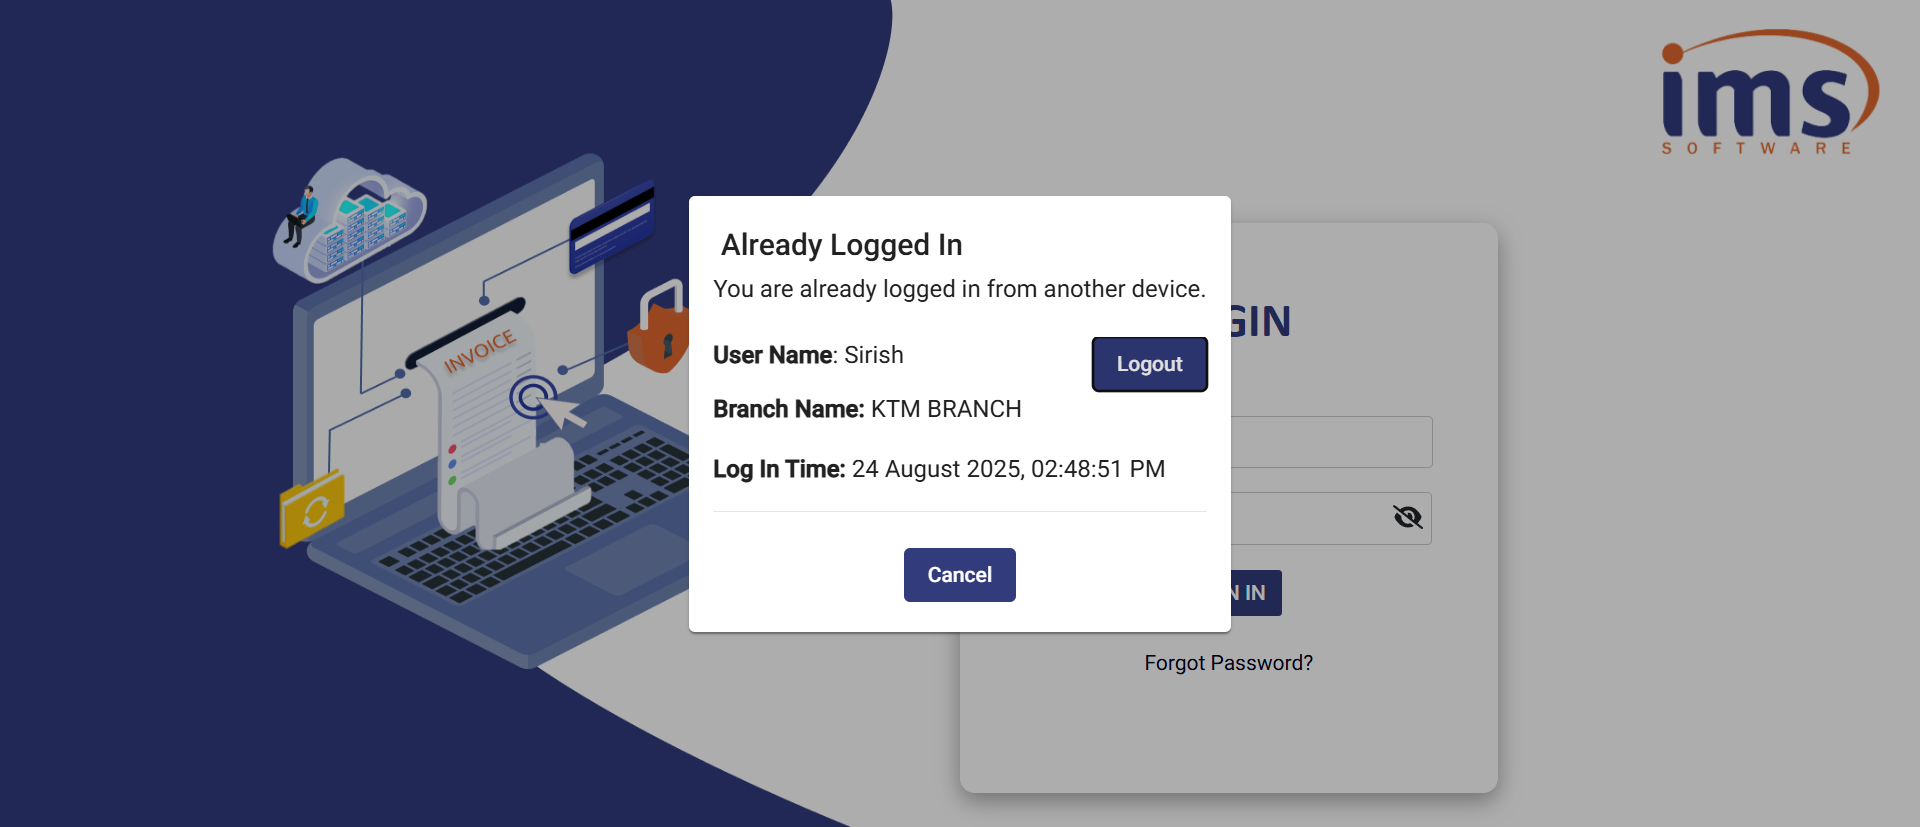 ims
SOFTWARE
INVOICE
Already Logged In
You are already logged in from another device.
User Name: Sirish
Logout
Branch Name: KTM BRANCH
Log In Time: 24 August 2025, 02:48:51 PM
Cancel
GIN
N IN
Forgot Password?